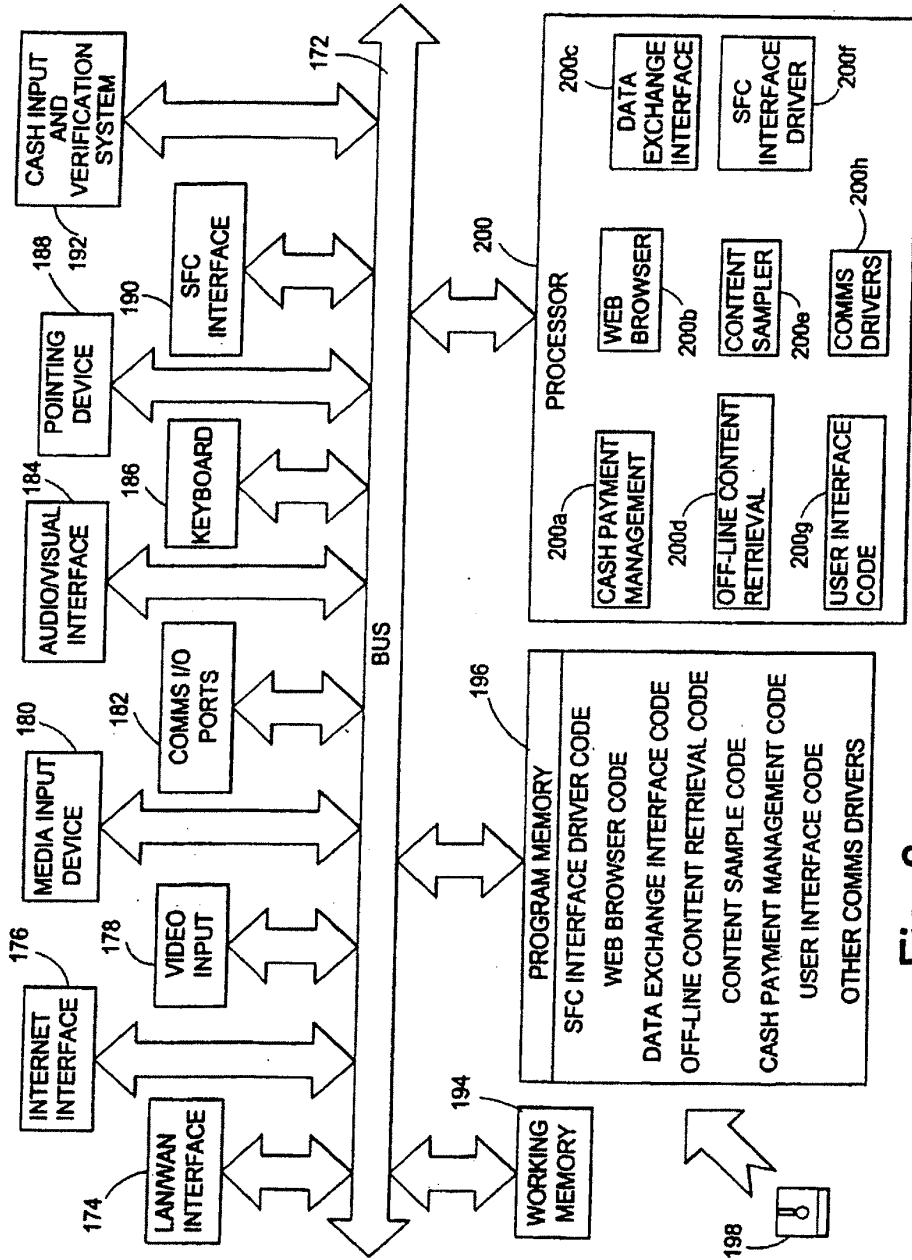 INTERNET
INTERFACE
176
MEDIA INPUT
DEVICE
180
AUDIO/VISUAL
INTERFACE
184
POINTING
DEVICE
188
CASH INPUT
AND
VERIFICATION
SYSTEM
192
LAN/WAN
INTERFACE
174
VIDEO
INPUT
178
COMMS I/O
PORTS
182
KEYBOARD
186
SFC
INTERFACE
190
BUS
172
WORKING
MEMORY
194
PROGRAM MEMORY
196
SFC INTERFACE DRIVER CODE
WEB BROWSER CODE
DATA EXCHANGE INTERFACE CODE
OFF-LINE CONTENT RETRIEVAL CODE
CONTENT SAMPLE CODE
CASH PAYMENT MANAGEMENT CODE
USER INTERFACE CODE
OTHER COMMS DRIVERS
198
PROCESSOR
200
200a
CASH PAYMENT
MANAGEMENT
WEB
BROWSER
200b
DATA
EXCHANGE
INTERFACE
200c
200d
OFF-LINE CONTENT
RETRIEVAL
CONTENT
SAMPLER
200e
SFC
INTERFACE
DRIVER
200f
200g
USER INTERFACE
CODE
COMMS
DRIVERS
200h
Fig.